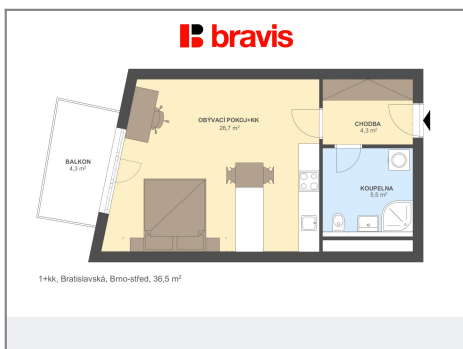 bravis
OBÝVACÍ POKOJ+KK
26,7 m²
CHODBA
4,3 m²
BALKON
4,3 m²
KOUPELNA
5,5 m²
1+kk, Bratislavská, Brno-střed, 36,5 m²